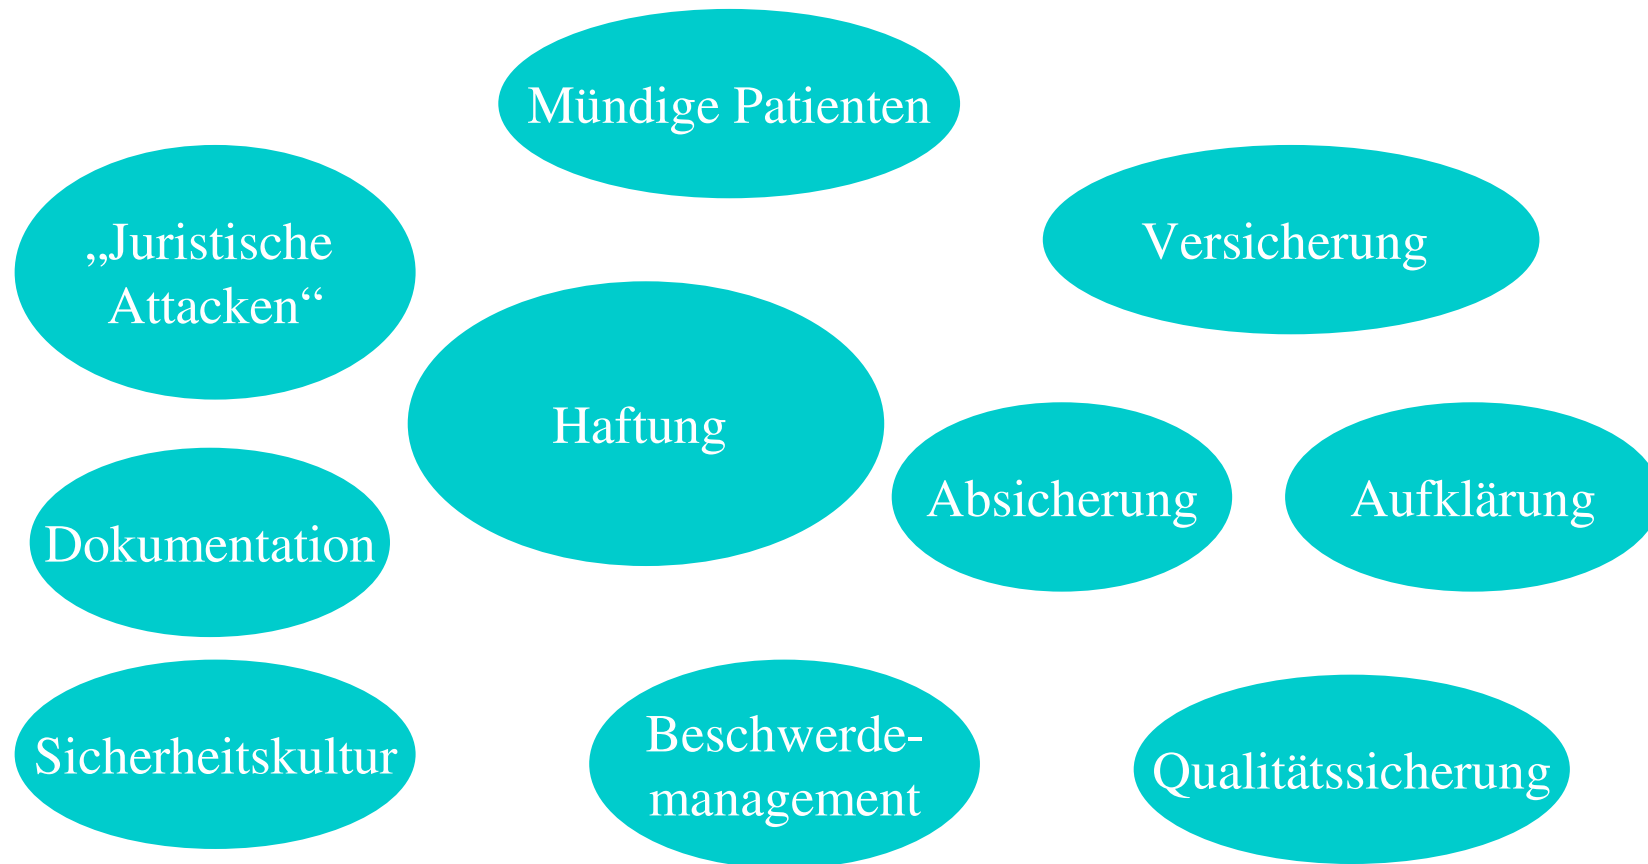 Mündige Patienten
„Juristische
Attacken“
Versicherung
Haftung
Absicherung
Aufklärung
Dokumentation
Sicherheitskultur
Beschwerde-
management
Qualitätssicherung